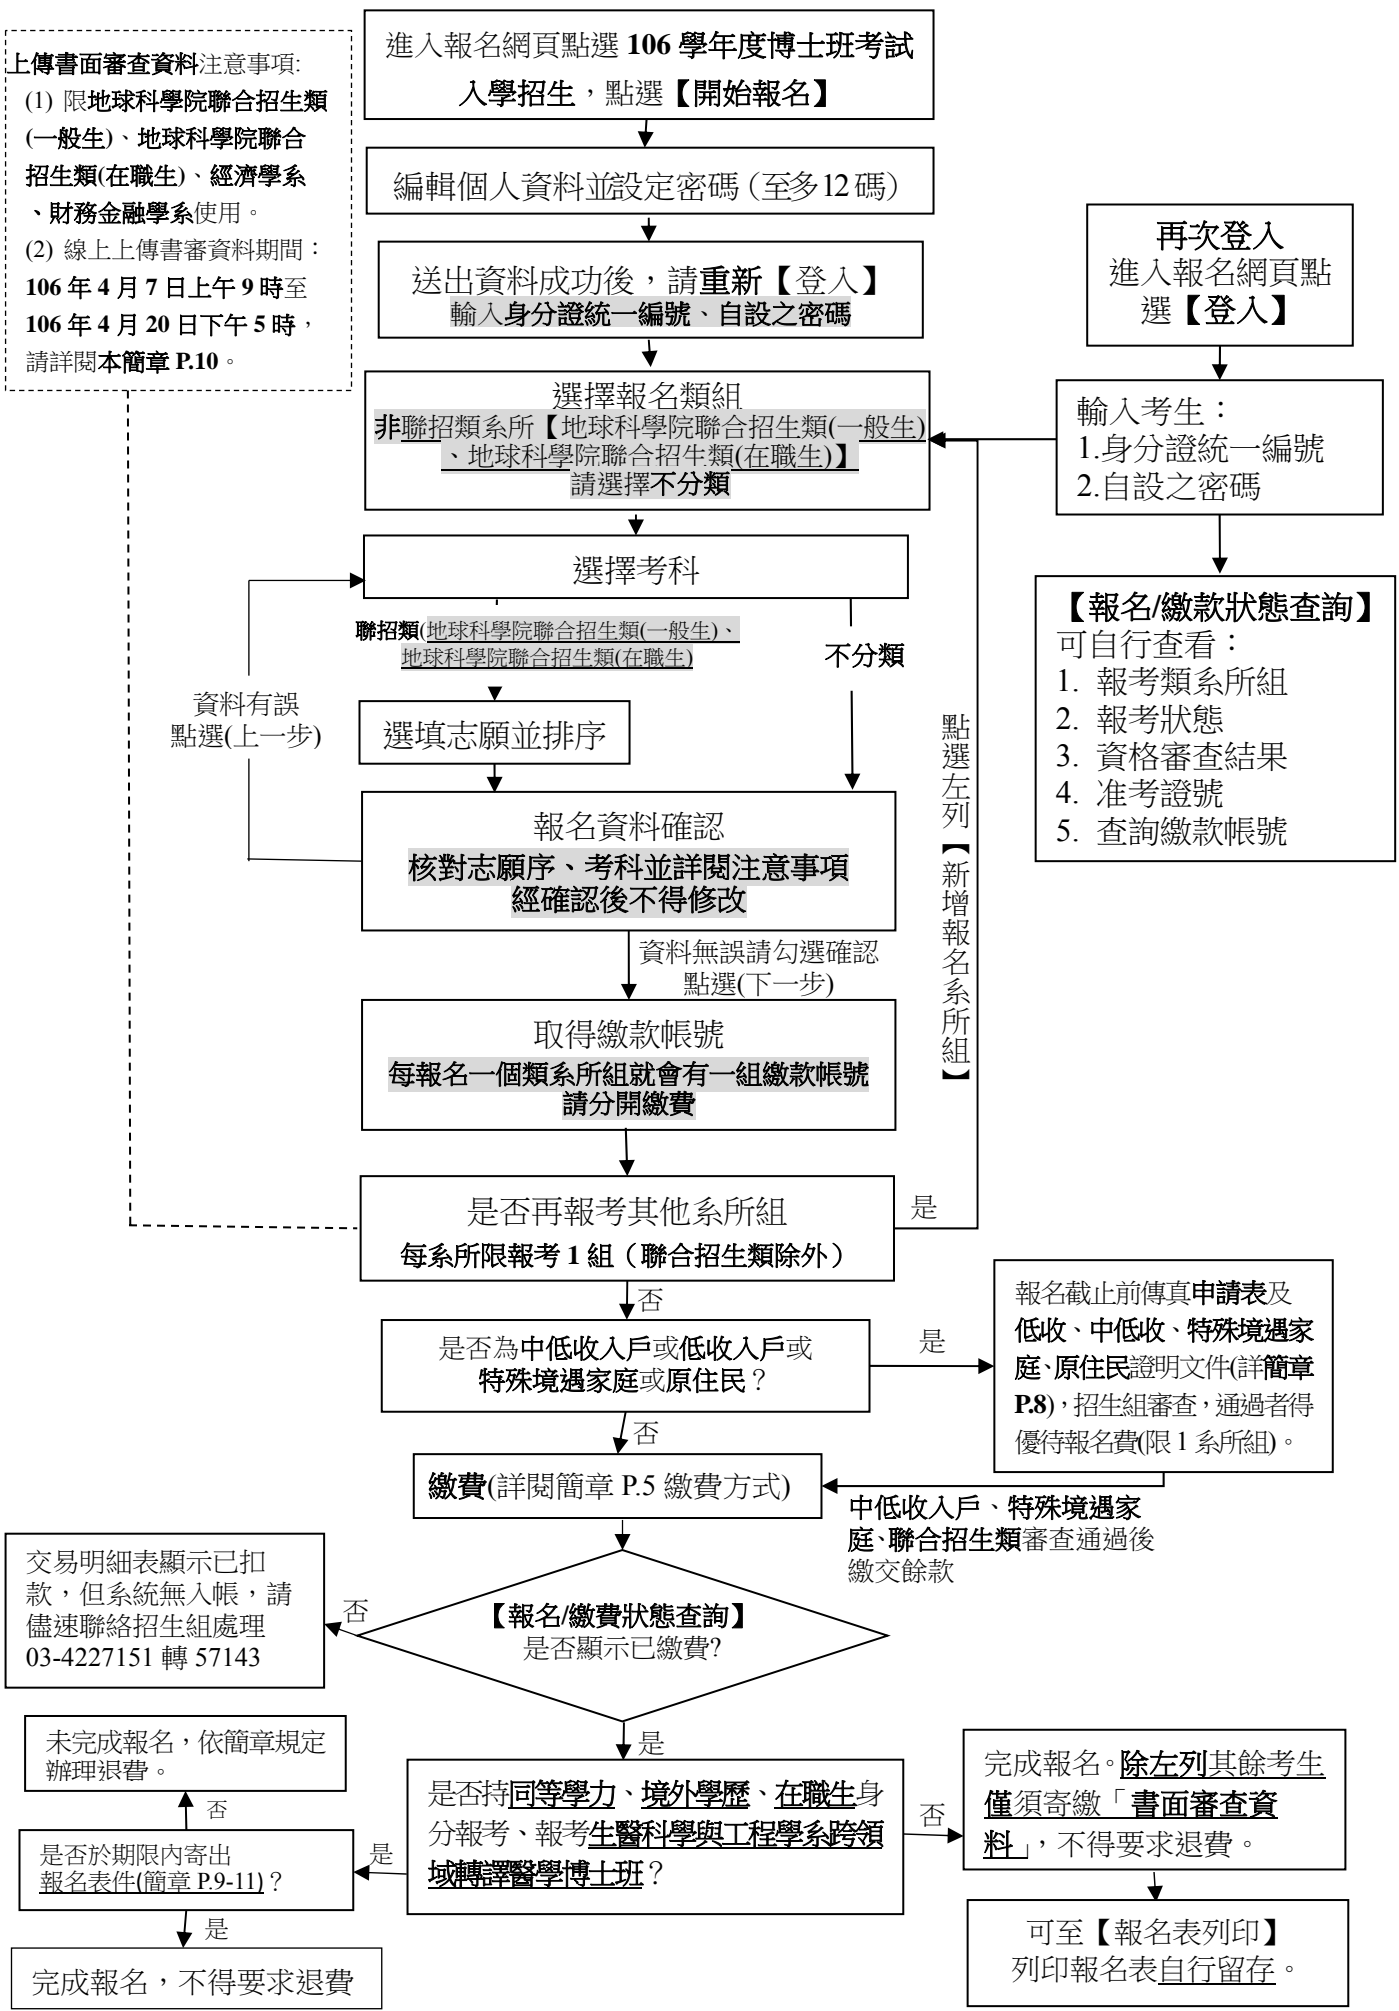 上傳書面審查資料注意事項:
(1) 限地球科學院聯合招生類
(一般生)、地球科學院聯合
招生類(在職生)、經濟學系
、財務金融學系使用。
(2) 線上上傳書審資料期間：
106 年 4 月 7 日上午 9 時至
106 年 4 月 20 日下午 5 時，
請詳閱本簡章 P.10。
進入報名網頁點選 106 學年度博士班考試
入學招生，點選【開始報名】
編輯個人資料並設定密碼（至多12 碼）
送出資料成功後，請重新【登入】
輸入身分證統一編號、自設之密碼
選擇報名類組
非聯招類系所【地球科學院聯合招生類(一般生)
、地球科學院聯合招生類(在職生)】
請選擇不分類
再次登入
進入報名網頁點
選【登入】
輸入考生：
1.身分證統一編號
2.自設之密碼
【報名/繳款狀態查詢】
可自行查看：
1. 報考類系所組
2. 報考狀態
3. 資格審查結果
4. 准考證號
5. 查詢繳款帳號
選擇考科
聯招類(地球科學院聯合招生類(一般生)、
地球科學院聯合招生類(在職生)
不分類
資料有誤
點選(上一步)
選填志願並排序
點選左列【新增報名系所組】
報名資料確認
核對志願序、考科並詳閱注意事項
經確認後不得修改
資料無誤請勾選確認
點選(下一步)
取得繳款帳號
每報名一個類系所組就會有一組繳款帳號
請分開繳費
是否再報考其他系所組
每系所限報考 1 組（聯合招生類除外）
是
否
是否為中低收入戶或低收入戶或
特殊境遇家庭或原住民？
是
報名截止前傳真申請表及
低收、中低收、特殊境遇家
庭、原住民證明文件(詳簡章
P.8)，招生組審查，通過者得
優待報名費(限 1 系所組)。
否
繳費(詳閱簡章 P.5 繳費方式)
中低收入戶、特殊境遇家
庭、聯合招生類審查通過後
繳交餘款
【報名/繳費狀態查詢】
是否顯示已繳費?
否
交易明細表顯示已扣
款，但系統無入帳，請
儘速聯絡招生組處理
03-4227151 轉 57143
是
是否持同等學力、境外學歷、在職生身
分報考、報考生醫科學與工程學系跨領
域轉譯醫學博士班？
否
完成報名。除左列其餘考生
僅須寄繳「書面審查資
料」，不得要求退費。
可至【報名表列印】
列印報名表自行留存。
是
是否於期限內寄出
報名表件(簡章 P.9-11)？
否
未完成報名，依簡章規定
辦理退費。
是
完成報名，不得要求退費